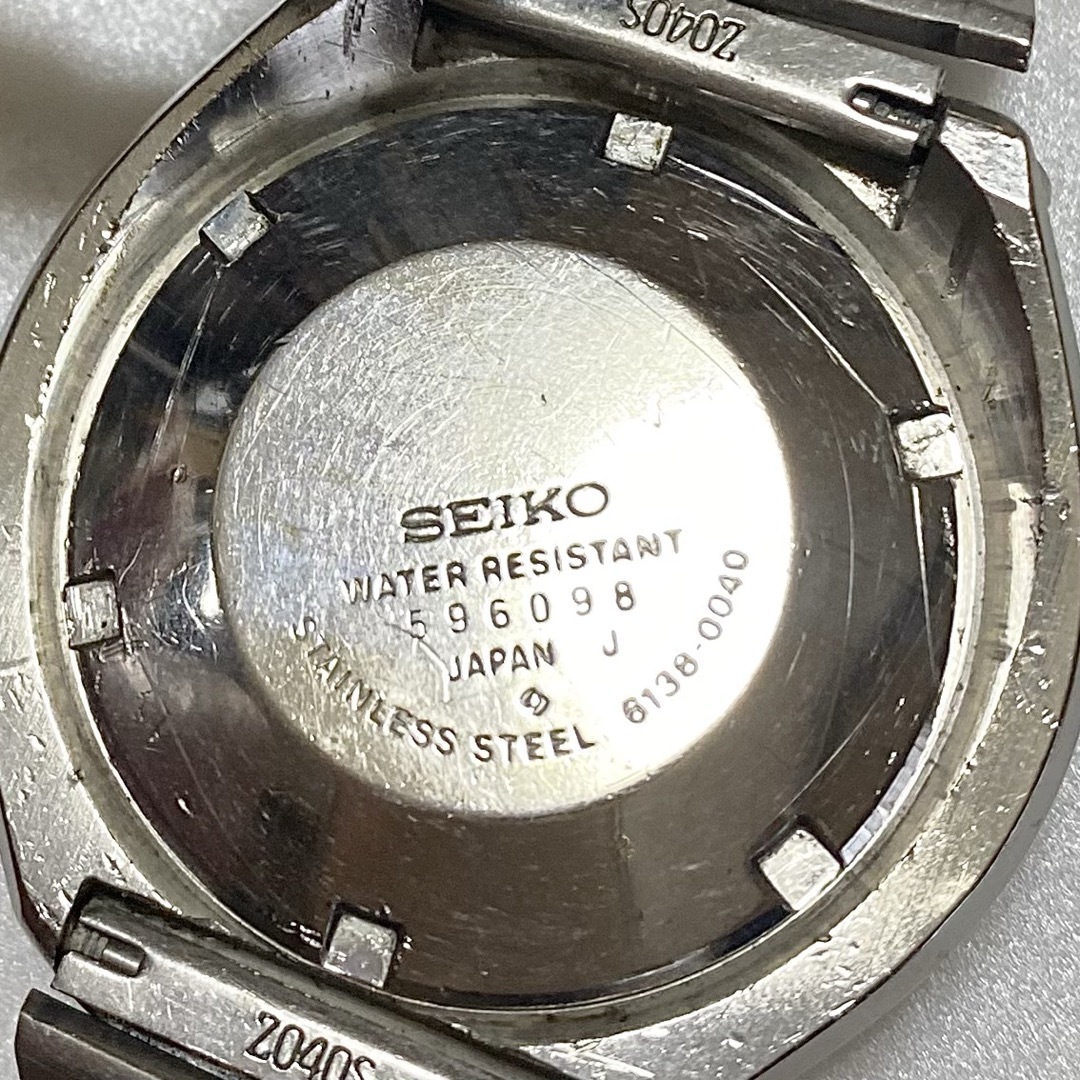 Z040S
SEIKO
WATER RESISTANT
596098
JAPAN J
STAINLESS STEEL 6138-0040
Z040S